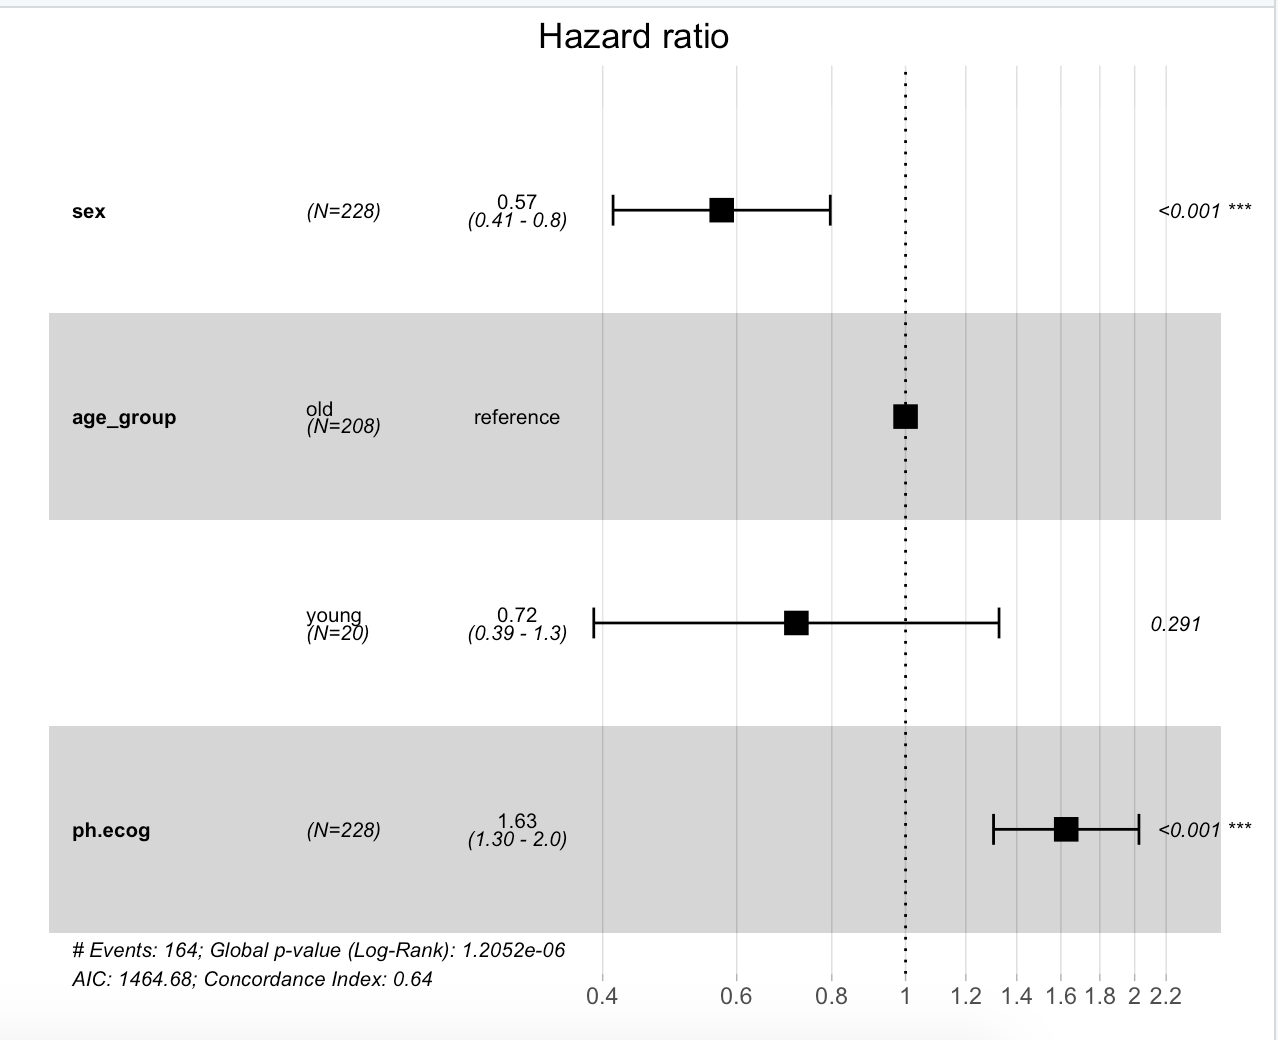 Hazard ratio
sex (N=228) 0.57 <0.001 ***
(0.41 - 0.8)
age_group old reference
(N=208)
young 0.72 0.291
(N=20) (0.39 - 1.3)
ph.ecog (N=228) 1.63 <0.001 ***
(1.30 - 2.0)
# Events: 164; Global p-value (Log-Rank): 1.2052e-06
AIC: 1464.68; Concordance Index: 0.64
0.4 0.6 0.8 1 1.2 1.4 1.6 1.8 2 2.2